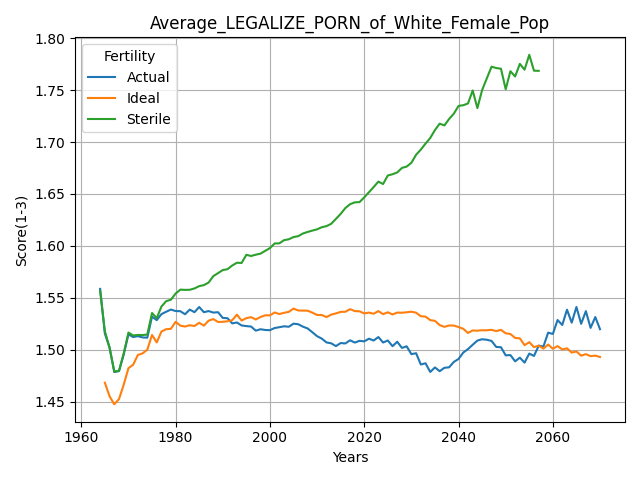 Average_LEGALIZE_PORN_of_White_Female_Pop
Score(1-3)
1.80
1.75
1.70
1.65
1.60
1.55
1.50
1.45
Fertility
Actual
Ideal
Sterile
1960 1980 2000 2020 2040 2060
Years